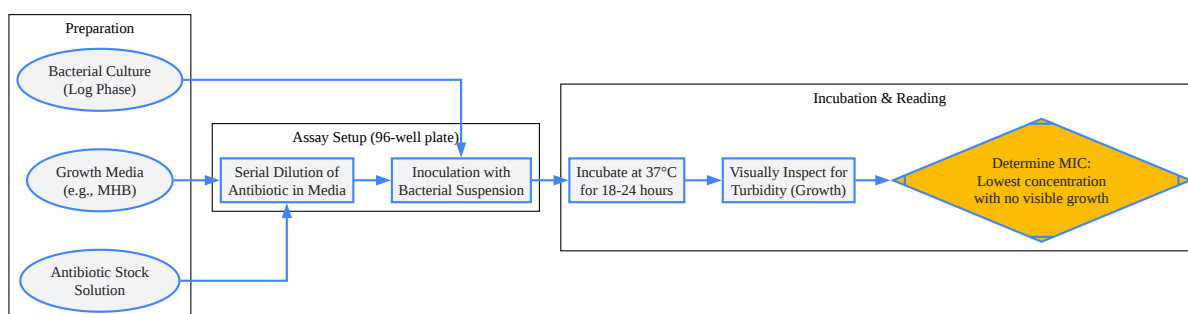 Preparation
Bacterial Culture
(Log Phase)
Growth Media
(e.g., MHB)
Antibiotic Stock
Solution
Assay Setup (96-well plate)
Serial Dilution of
Antibiotic in Media
Inoculation with
Bacterial Suspension
Incubation & Reading
Incubate at 37°C
for 18-24 hours
Visually Inspect for
Turbidity (Growth)
Determine MIC:
Lowest concentration
with no visible growth